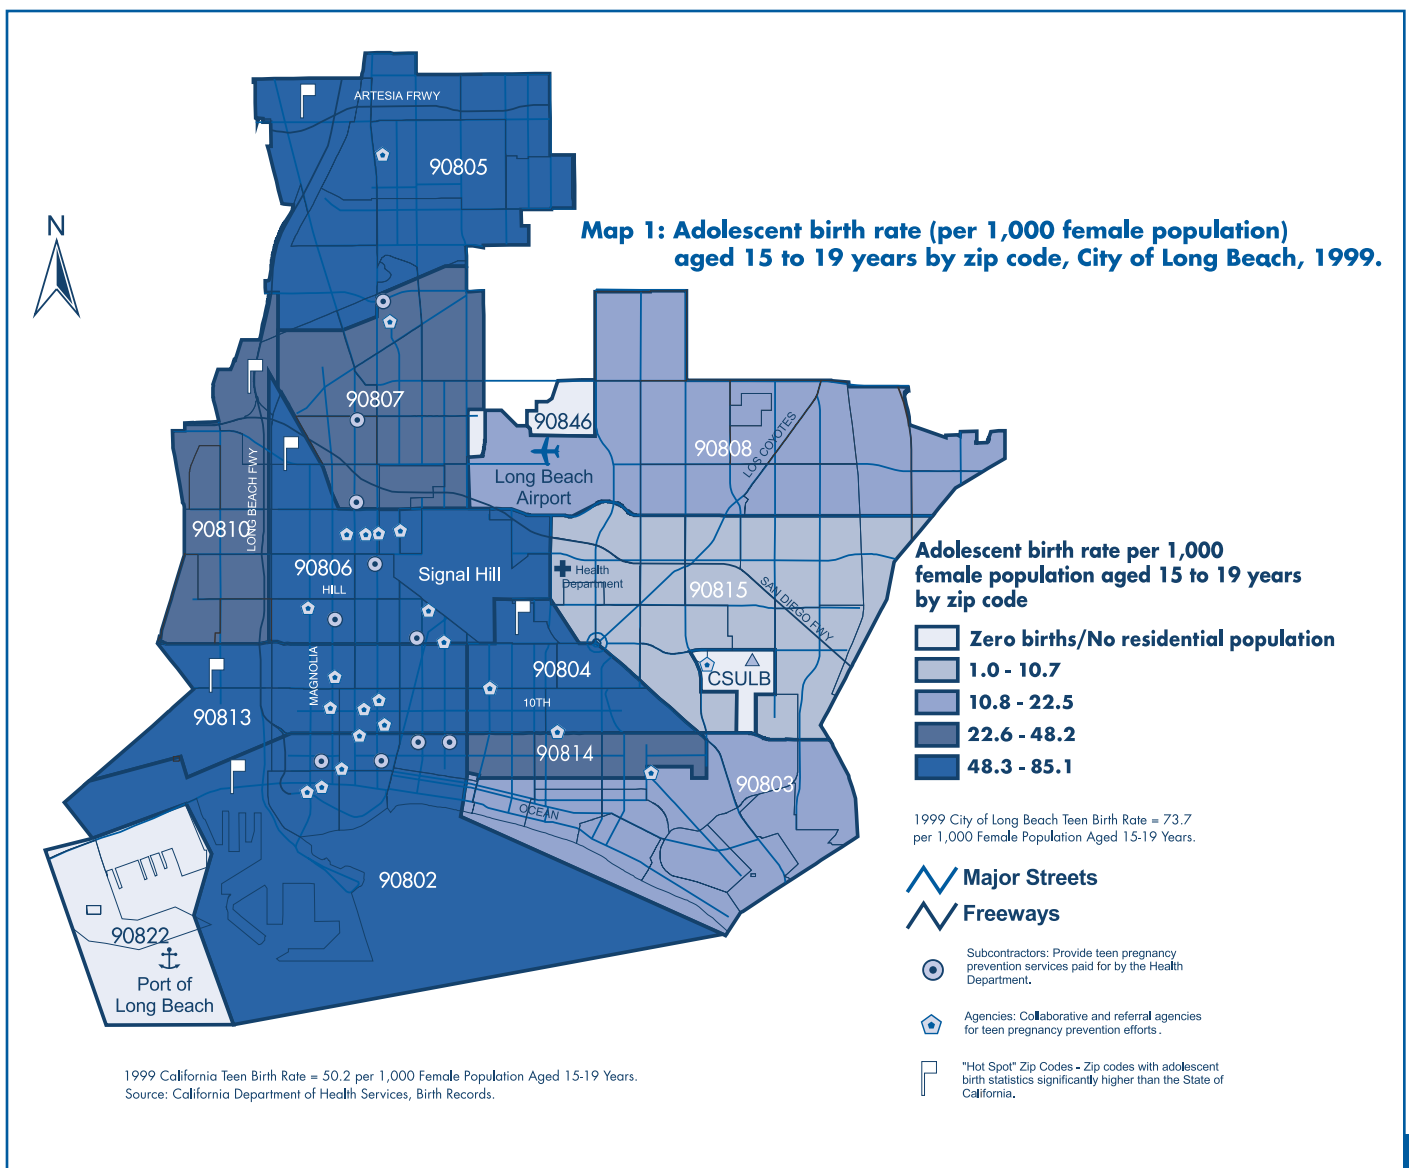 ARTESIA FRWY
90805
N
Map 1: Adolescent birth rate (per 1,000 female population)
aged 15 to 19 years by zip code, City of Long Beach, 1999.
90807
90846
90808
LOS COYOTES
Long Beach
Airport
LONG BEACH FWY
90810
90806
HILL
Signal Hill
Health
Department
90815
SAN DIEGO FWY
Adolescent birth rate per 1,000
female population aged 15 to 19 years
by zip code
Zero births/No residential population
1.0 - 10.7
10.8 - 22.5
22.6 - 48.2
48.3 - 85.1
MAGNOLIA
90804
CSULB
10TH
90813
90814
90803
OCEAN
1999 City of Long Beach Teen Birth Rate = 73.7
per 1,000 Female Population Aged 15-19 Years.
90802
Major Streets
Freeways
90822
Port of
Long Beach
Subcontractors: Provide teen pregnancy
prevention services paid for by the Health
Department.
Agencies: Collaborative and referral agencies
for teen pregnancy prevention efforts.
"Hot Spot" Zip Codes - Zip codes with adolescent
birth statistics significantly higher than the State of
California.
1999 California Teen Birth Rate = 50.2 per 1,000 Female Population Aged 15-19 Years.
Source: California Department of Health Services, Birth Records.